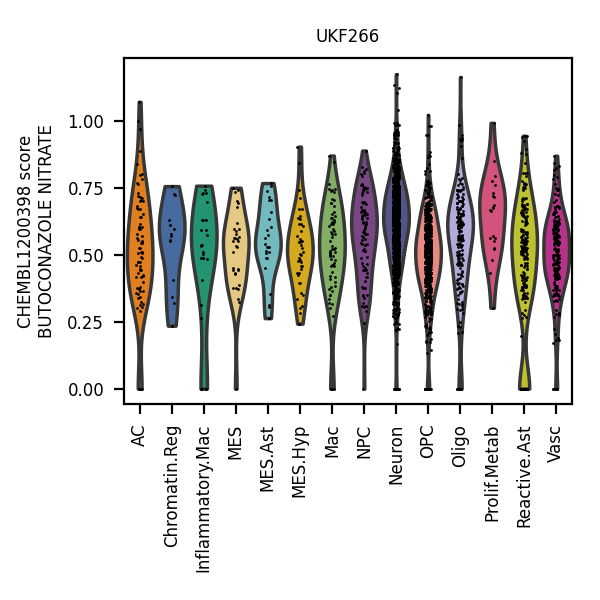 UKF266
CHEMBL1200398 score
BUTOCONAZOLE NITRATE
1.00
0.75
0.50
0.25
0.00
AC
Chromatin.Reg
Inflammatory.Mac
MES
MES.Ast
MES.Hyp
Mac
NPC
Neuron
OPC
Oligo
Prolif.Metab
Reactive.Ast
Vasc